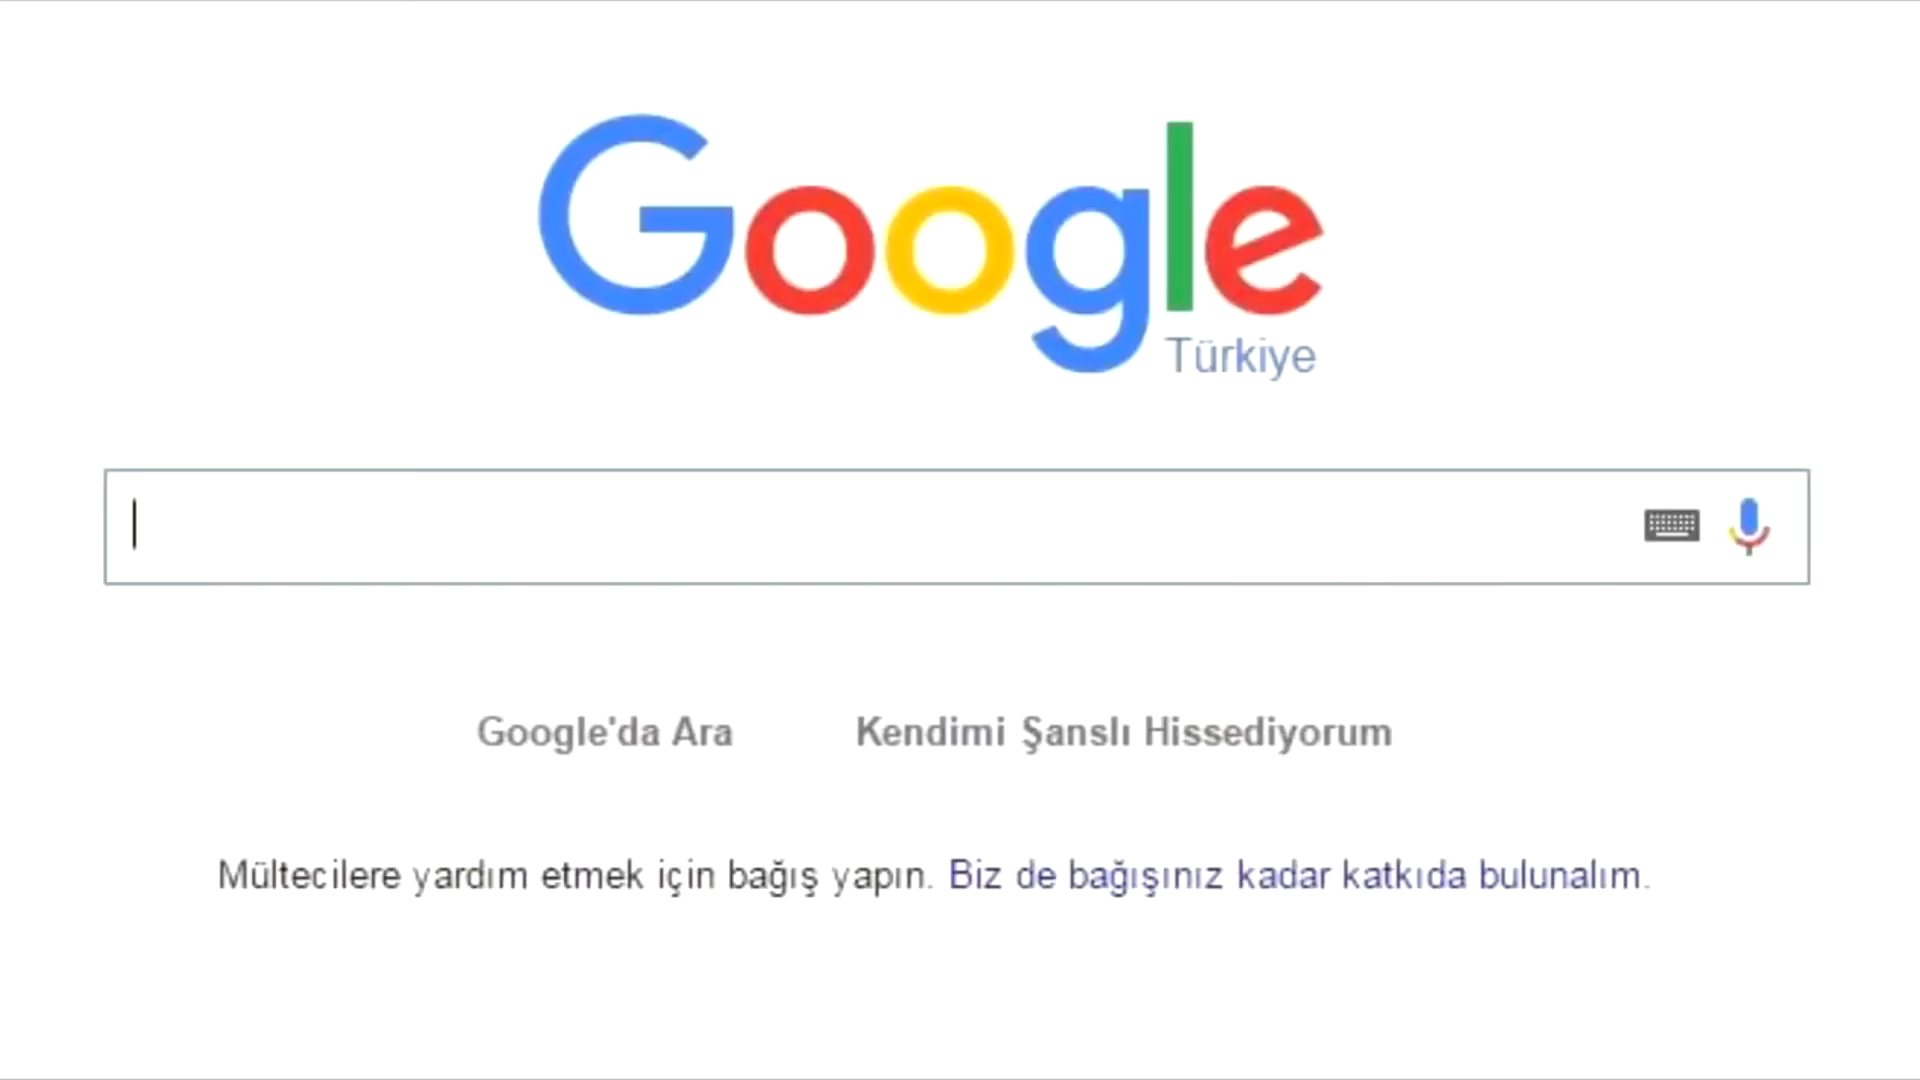 Google
Türkiye
Google'da Ara Kendimi Şanslı Hissediyorum
Mültecilere yardım etmek için bağış yapın. Biz de bağışınız kadar katkıda bulunalım.